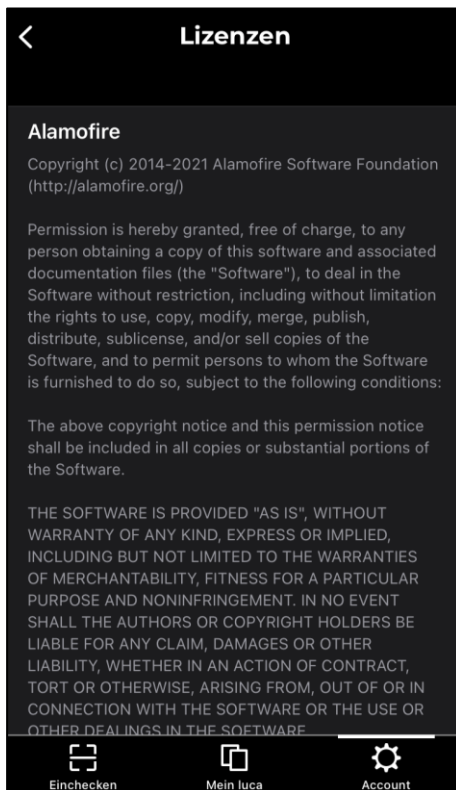 Lizenzen
Alamofire
Copyright (c) 2014-2021 Alamofire Software Foundation
(http://alamofire.org/)
Permission is hereby granted, free of charge, to any
person obtaining a copy of this software and associated
documentation files (the "Software"), to deal in the
Software without restriction, including without limitation
the rights to use, copy, modify, merge, publish,
distribute, sublicense, and/or sell copies of the
Software, and to permit persons to whom the Software
is furnished to do so, subject to the following conditions:
The above copyright notice and this permission notice
shall be included in all copies or substantial portions of
the Software.
THE SOFTWARE IS PROVIDED "AS IS", WITHOUT
WARRANTY OF ANY KIND, EXPRESS OR IMPLIED,
INCLUDING BUT NOT LIMITED TO THE WARRANTIES
OF MERCHANTABILITY, FITNESS FOR A PARTICULAR
PURPOSE AND NONINFRINGEMENT. IN NO EVENT
SHALL THE AUTHORS OR COPYRIGHT HOLDERS BE
LIABLE FOR ANY CLAIM, DAMAGES OR OTHER
LIABILITY, WHETHER IN AN ACTION OF CONTRACT,
TORT OR OTHERWISE, ARISING FROM, OUT OF OR IN
CONNECTION WITH THE SOFTWARE OR THE USE OR
OTHER DEALINGS IN THE SOFTWARE
Einchecken Mein luca Account